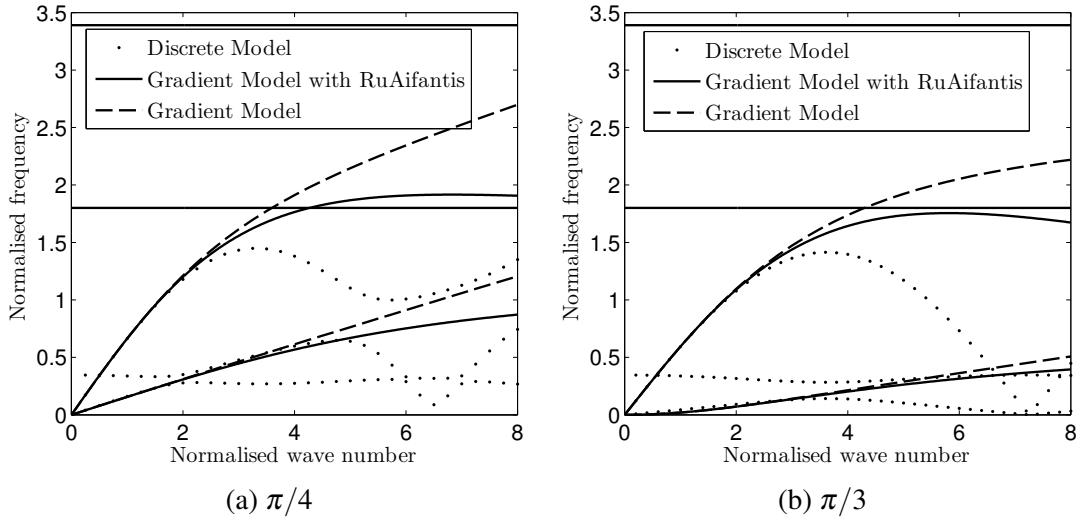 3.5
3
2.5
2
1.5
1
0.5
0
Normalised frequency
Discrete Model
Gradient Model with RuAifantis
Gradient Model
0 2 4 6 8
Normalised wave number
(a) π/4
3.5
3
2.5
2
1.5
1
0.5
0
Normalised frequency
Discrete Model
Gradient Model with RuAifantis
Gradient Model
0 2 4 6 8
Normalised wave number
(b) π/3